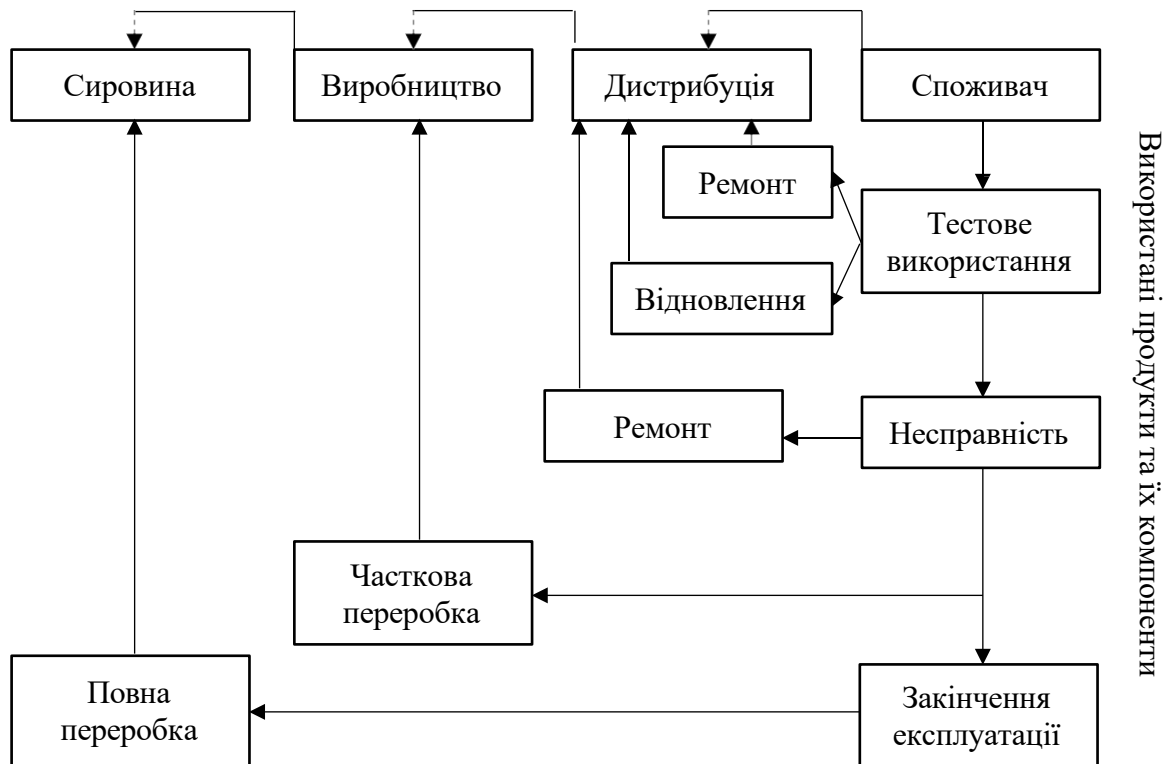 Сировина
Виробництво
Дистрибуція
Споживач
Ремонт
Тестове
використання
Відновлення
Ремонт
Несправність
Часткова
переробка
Повна
переробка
Закінчення
експлуатації
Використані продукти та їх компоненти